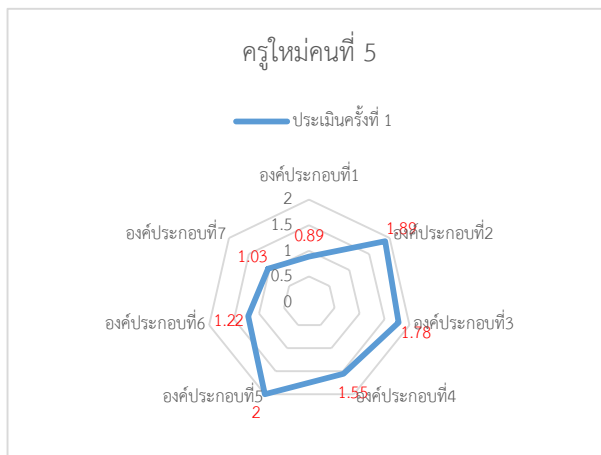 ครูใหม่คนที่ 5
ประเมินครั้งที่ 1
องค์ประกอบที่1
องค์ประกอบที่2
องค์ประกอบที่3
องค์ประกอบที่4
องค์ประกอบที่5
องค์ประกอบที่6
องค์ประกอบที่7
2
1.5
1
0.5
0
0.89
1.89
1.78
1.55
2
1.22
1.03